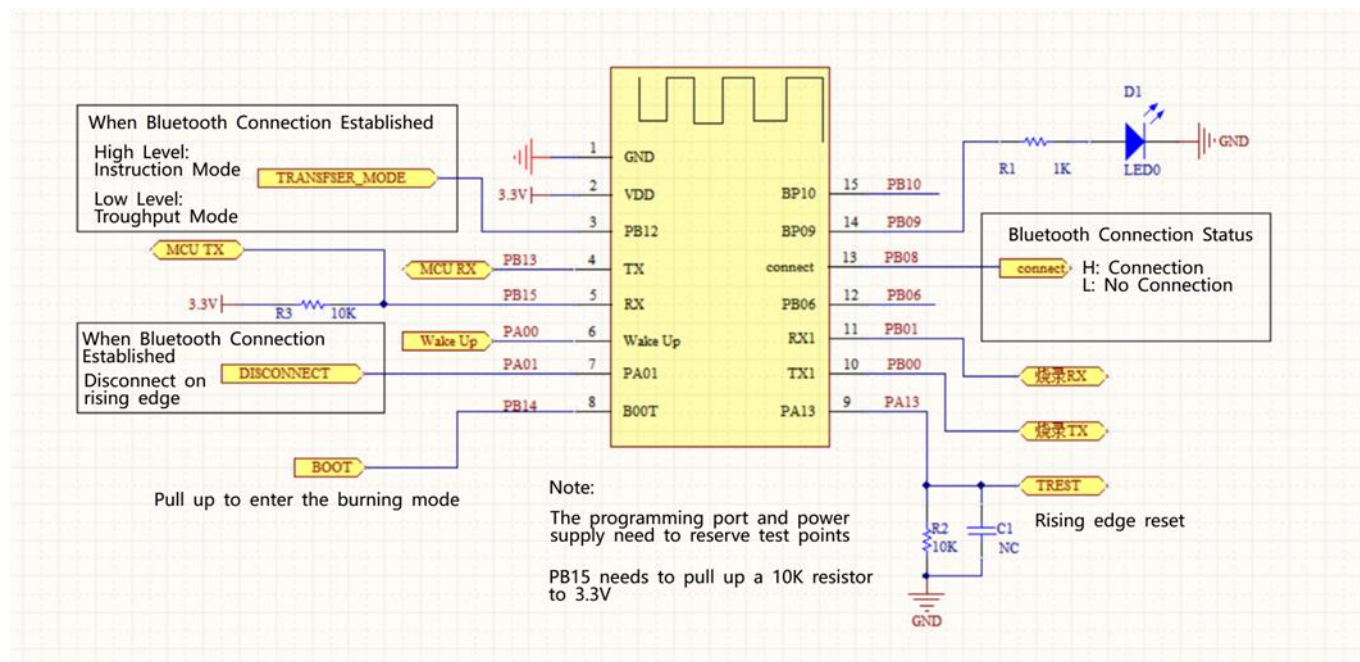 When Bluetooth Connection Established
High Level:
Instruction Mode
TRANSFSER_MODE
Low Level:
Troughput Mode
MCU TX
MCU RX
PB13
3.3V
R3
10K
PB15
When Bluetooth Connection
Established
Disconnect on
rising edge
DISCONNECT
Wake Up
PA00
PA01
PB14
BOOT
Pull up to enter the burning mode
3.3V
1
GND
2
VDD
3
PB12
4
TX
5
RX
6
Wake Up
7
PA01
8
BOOT
BP10
15
PB10
BP09
14
PB09
connect
13
PB08
PB06
12
PB06
RX1
11
PB01
TX1
10
PB00
PA13
9
PA13
D1
R1
1K
LED0
GND
Bluetooth Connection Status
connect
H: Connection
L: No Connection
烧录RX
烧录TX
TREST
Rising edge reset
R2
10K
C1
NC
GND
Note:
The programming port and power
supply need to reserve test points
PB15 needs to pull up a 10K resistor
to 3.3V